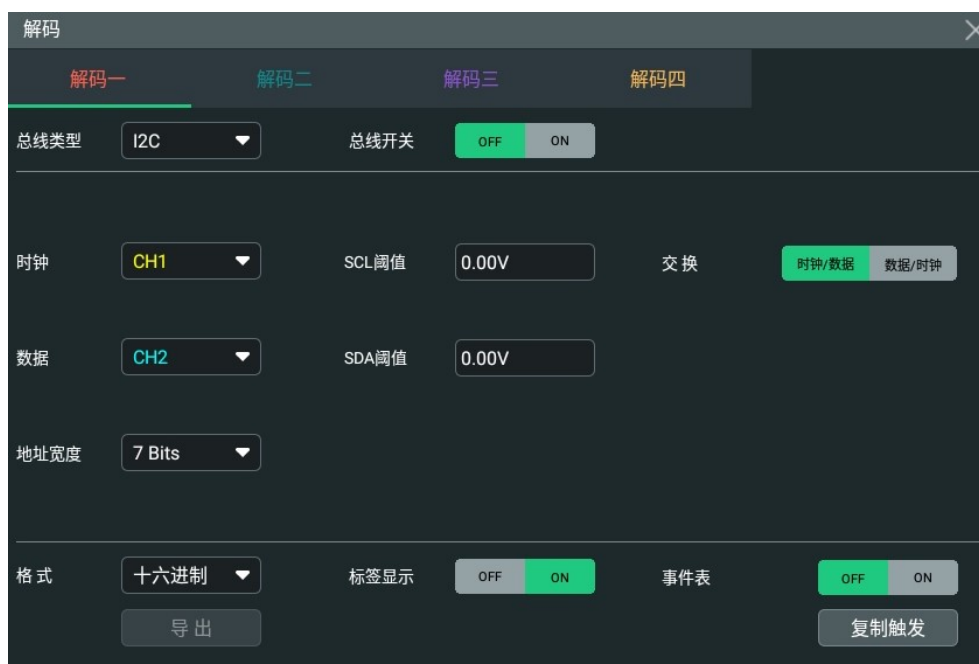 解码
解码一 解码二 解码三 解码四
总线类型 I2C 总线开关 OFF ON
时钟 CH1 SCL阈值 0.00V 交换 时钟/数据 数据/时钟
数据 CH2 SDA阈值 0.00V
地址宽度 7 Bits
格式 十六进制 标签显示 OFF ON 事件表 OFF ON
导出 复制触发